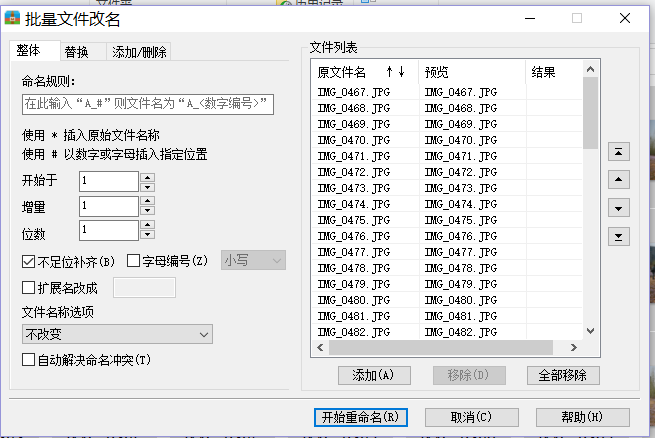 批量文件改名
整体
替换
添加/删除
命名规则:
在此输入“A_#”则文件名为“A_<数字编号>”
使用 * 插入原始文件名称
使用 # 以数字或字母插入指定位置
开始于 1
增量 1
位数 1
不足位补齐(B) 字母编号(Z) 小写
扩展名改成
文件名称选项
不改变
自动解决命名冲突(T)
文件列表
原文件名 ↑↓ 预览 结果
IMG_0467.JPG IMG_0467.JPG
IMG_0468.JPG IMG_0468.JPG
IMG_0469.JPG IMG_0469.JPG
IMG_0470.JPG IMG_0470.JPG
IMG_0471.JPG IMG_0471.JPG
IMG_0472.JPG IMG_0472.JPG
IMG_0473.JPG IMG_0473.JPG
IMG_0474.JPG IMG_0474.JPG
IMG_0475.JPG IMG_0475.JPG
IMG_0476.JPG IMG_0476.JPG
IMG_0477.JPG IMG_0477.JPG
IMG_0478.JPG IMG_0478.JPG
IMG_0479.JPG IMG_0479.JPG
IMG_0480.JPG IMG_0480.JPG
IMG_0481.JPG IMG_0481.JPG
IMG_0482.JPG IMG_0482.JPG
添加(A) 移除(D) 全部移除
开始重命名(R) 取消(C) 帮助(H)